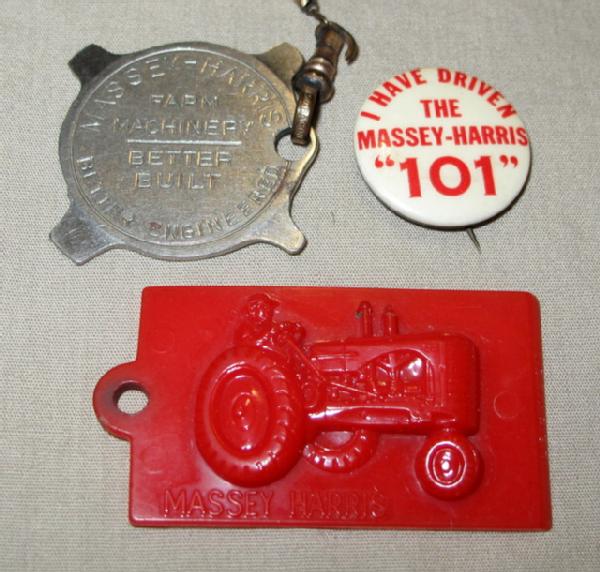 MASSEY-HARRIS
FARM
MACHINERY
BETTER
BUILT
BETTER ENGINEERED
I HAVE DRIVEN
THE
MASSEY-HARRIS
"101"
MASSEY HARRIS